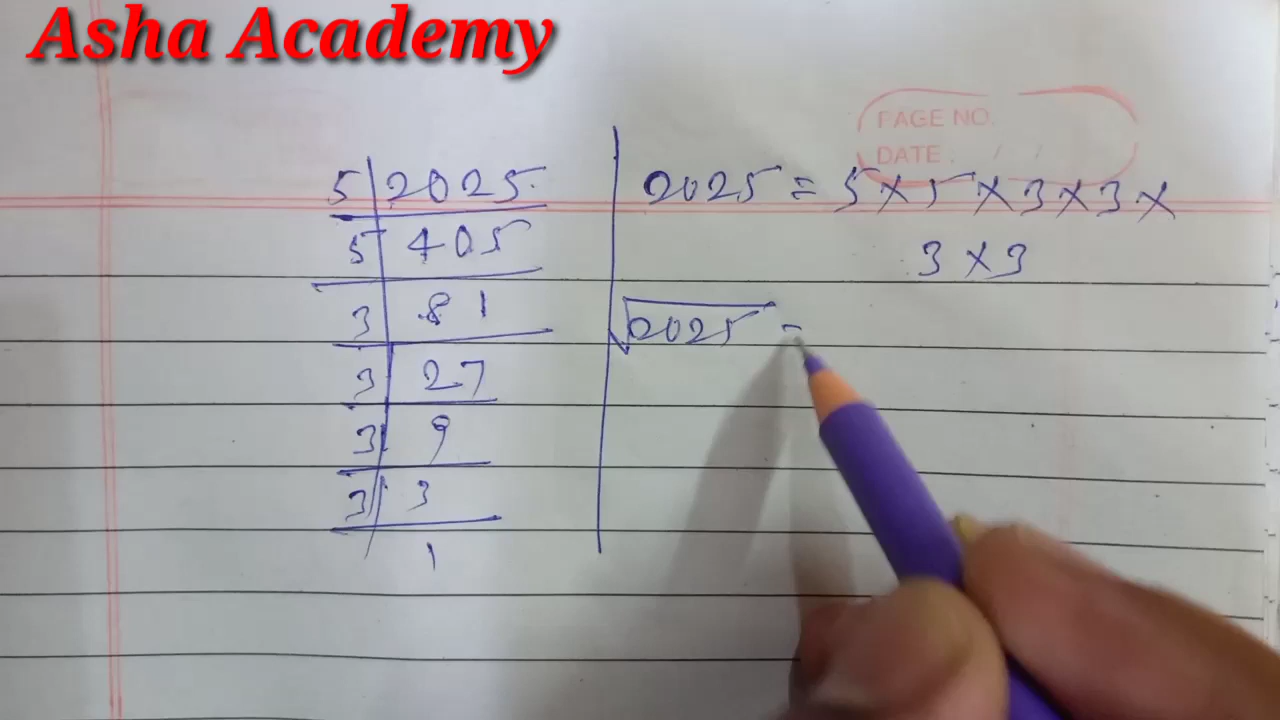 Asha Academy
PAGE NO.
DATE : / /
5 | 2025
5 | 405
3 | 81
3 | 27
3 | 9
3 | 3
1
2025 = 5 × 5 × 3 × 3 ×
3 × 3
√2025 =